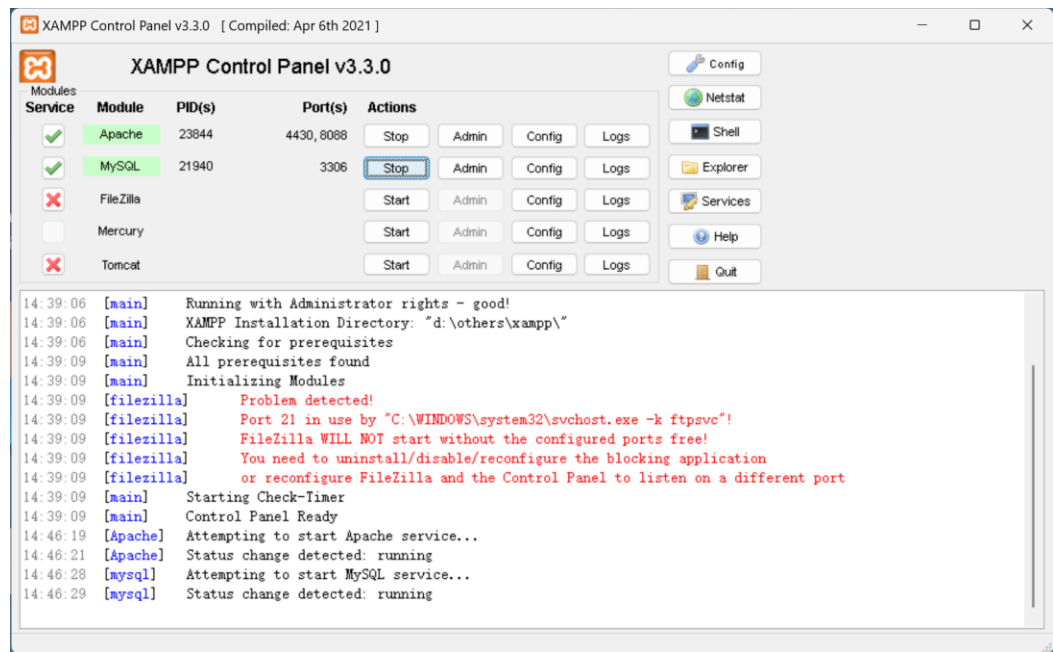 XAMPP Control Panel v3.3.0 [ Compiled: Apr 6th 2021 ]
XAMPP Control Panel v3.3.0
Config
Modules
Service Module PID(s) Port(s) Actions
Netstat
Apache 23844 4430, 8088 Stop Admin Config Logs
Shell
MySQL 21940 3306 Stop Admin Config Logs
Explorer
FileZilla Start Admin Config Logs
Services
Mercury Start Admin Config Logs
Help
Tomcat Start Admin Config Logs
Quit
14:39:06 [main] Running with Administrator rights - good!
14:39:06 [main] XAMPP Installation Directory: "d:\others\xampp\"
14:39:06 [main] Checking for prerequisites
14:39:09 [main] All prerequisites found
14:39:09 [main] Initializing Modules
14:39:09 [filezilla] Problem detected!
14:39:09 [filezilla] Port 21 in use by "C:\WINDOWS\system32\svchost.exe -k ftpsvc"!
14:39:09 [filezilla] FileZilla WILL NOT start without the configured ports free!
14:39:09 [filezilla] You need to uninstall/disable/reconfigure the blocking application
14:39:09 [filezilla] or reconfigure FileZilla and the Control Panel to listen on a different port
14:39:09 [main] Starting Check-Timer
14:39:09 [main] Control Panel Ready
14:46:19 [Apache] Attempting to start Apache service...
14:46:21 [Apache] Status change detected: running
14:46:28 [mysql] Attempting to start MySQL service...
14:46:29 [mysql] Status change detected: running